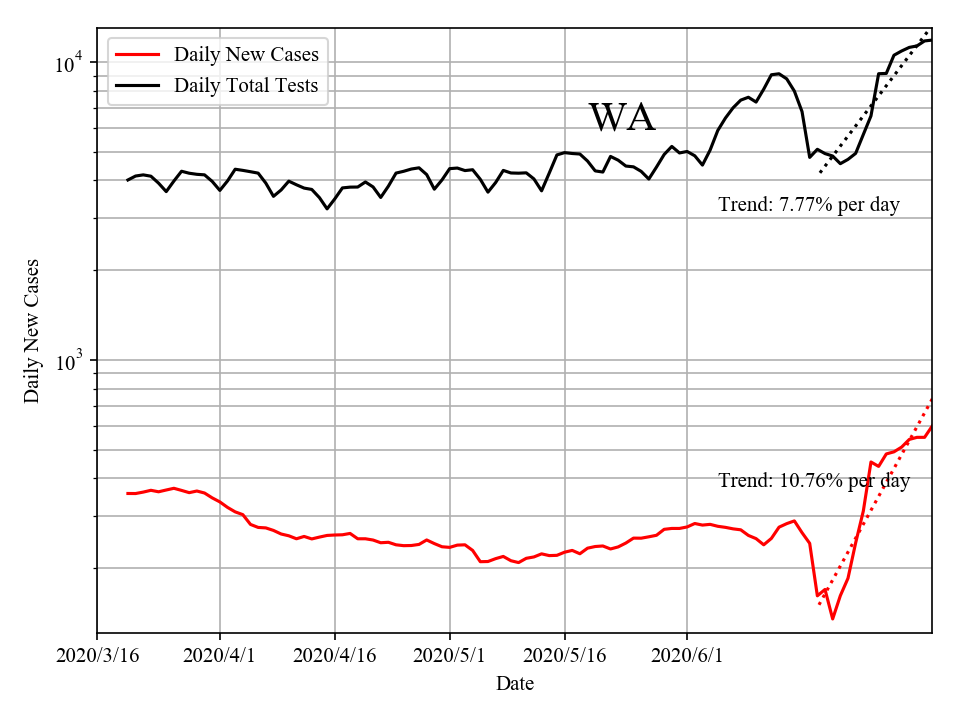 Daily New Cases
Daily Total Tests
WA
10^4
Trend: 7.77% per day
10^3
Trend: 10.76% per day
Daily New Cases
2020/3/16 2020/4/1 2020/4/16 2020/5/1 2020/5/16 2020/6/1
Date